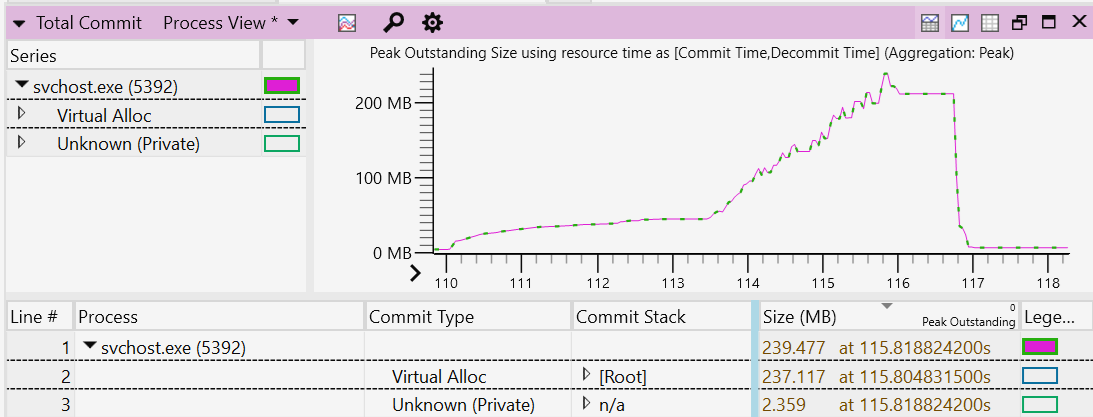 Total Commit Process View *
Series
svchost.exe (5392)
Virtual Alloc
Unknown (Private)
Peak Outstanding Size using resource time as [Commit Time,Decommit Time] (Aggregation: Peak)
200 MB
100 MB
0 MB
110 111 112 113 114 115 116 117 118
Line # Process Commit Type Commit Stack Size (MB) 0 Peak Outstanding Lege...
1 svchost.exe (5392) 239.477 at 115.818824200s
2 Virtual Alloc [Root] 237.117 at 115.804831500s
3 Unknown (Private) n/a 2.359 at 115.818824200s